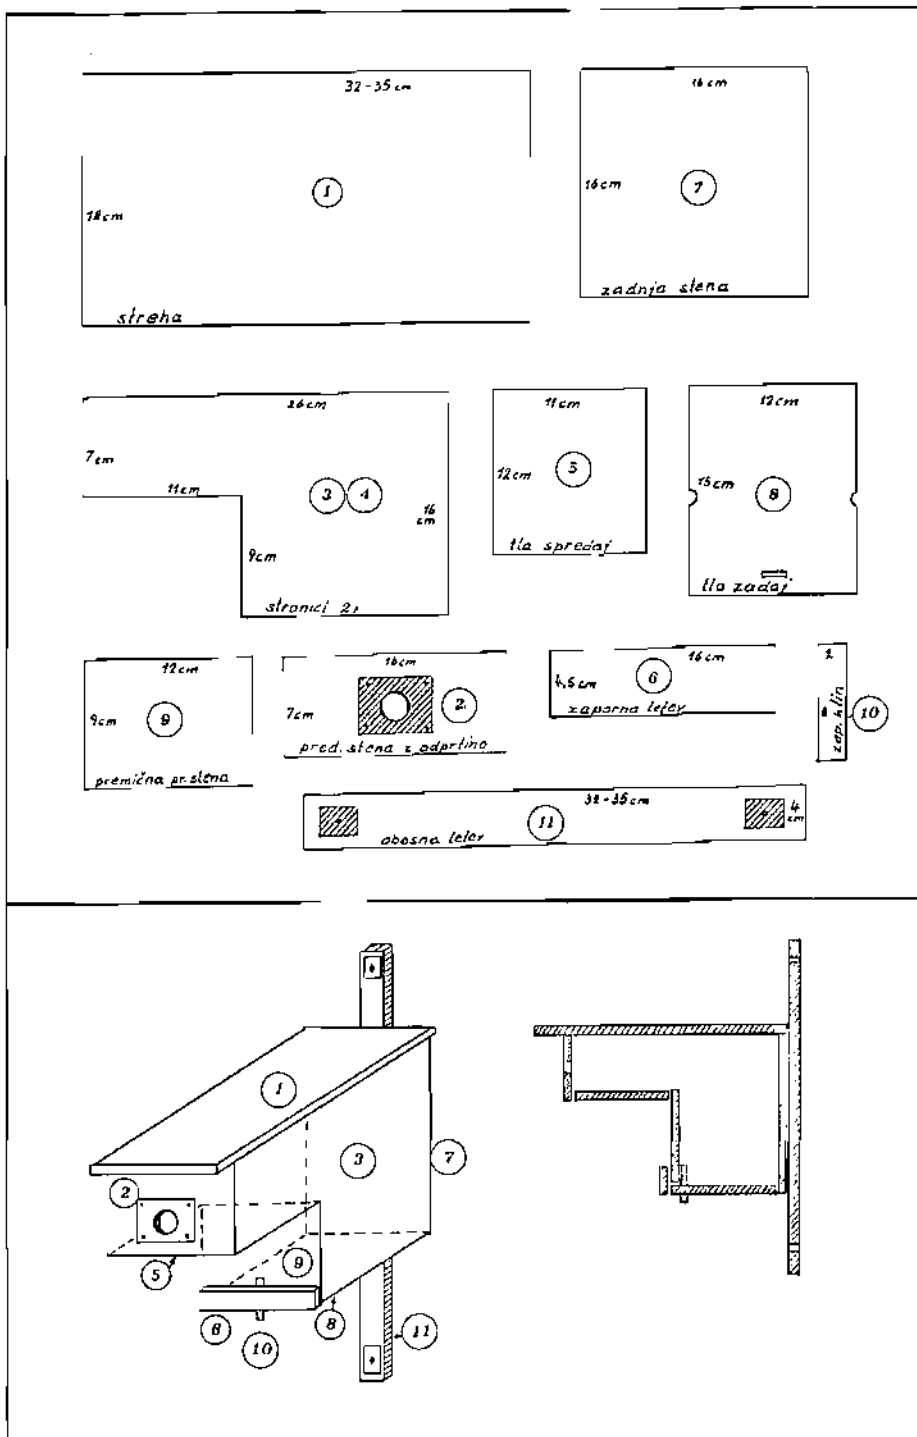 32-35 cm
1
18 cm
streha
16 cm
16 cm
7
zadnja stena
26 cm
7 cm
11 cm
3 4
16 cm
9 cm
stranici 2x
11 cm
12 cm
5
tla spredaj
12 cm
15 cm
8
tla zadaj
12 cm
9 cm
9
premična pr. stena
16 cm
7 cm
2
pred. stena z odprtino
16 cm
4,5 cm
6
zaporna letev
zap. klin
10
32-35 cm
4 cm
11
obesna letev
1
2
3
7
5
9
6
10
8
11